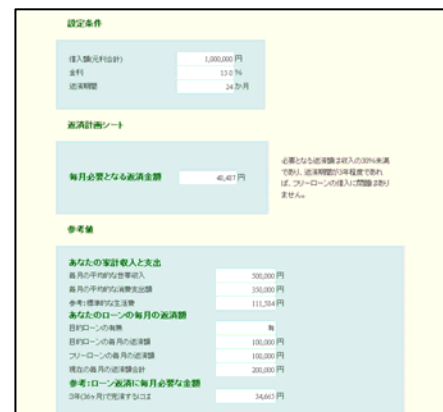 設定条件
借入額(元利合計) 1,000,000 円
金利 15.0 %
返済期間 24 か月
返済計画シート
毎月必要となる返済金額 48,487 円
必要となる返済額は収入の30%未満
であり、返済期間が3年程度であれ
ば、フリーローンの借入に問題はあり
ません。
参考値
あなたの家計収入と支出
毎月の平均的な世帯収入 500,000 円
毎月の平均的な消費支出額 350,000 円
参考:標準的な生活費 111,584 円
あなたのローンの毎月の返済額
目的ローンの有無 有
目的ローンの毎月の返済額 100,000 円
フリーローンの毎月の返済額 100,000 円
現在の毎月の返済額合計 200,000 円
参考:ローン返済に毎月必要な金額
3年(36ヶ月)で完済するには 34,665 円